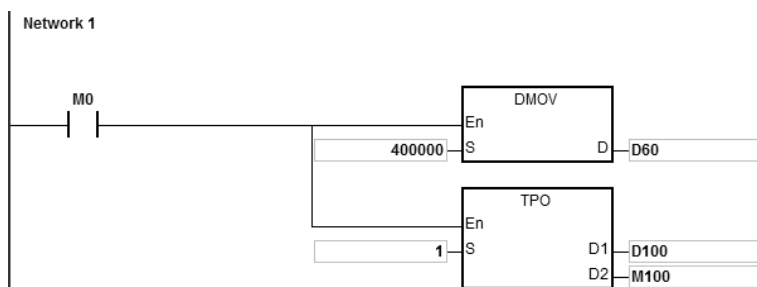 Network 1
M0
DMOV
En
400000 S D D60
TPO
En
1 S D1 D100
D2 M100